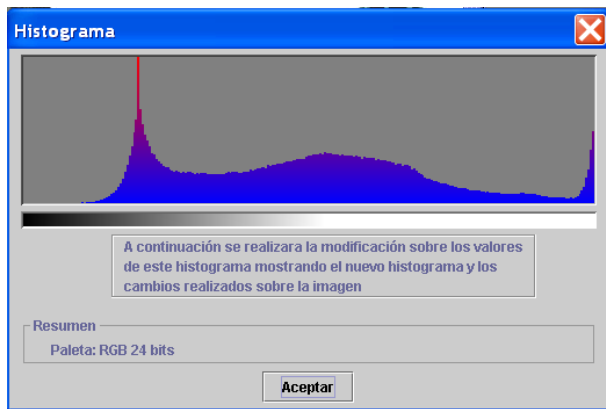 Histograma
A continuación se realizara la modificación sobre los valores
de este histograma mostrando el nuevo histograma y los
cambios realizados sobre la imagen
Resumen
Paleta: RGB 24 bits
Aceptar